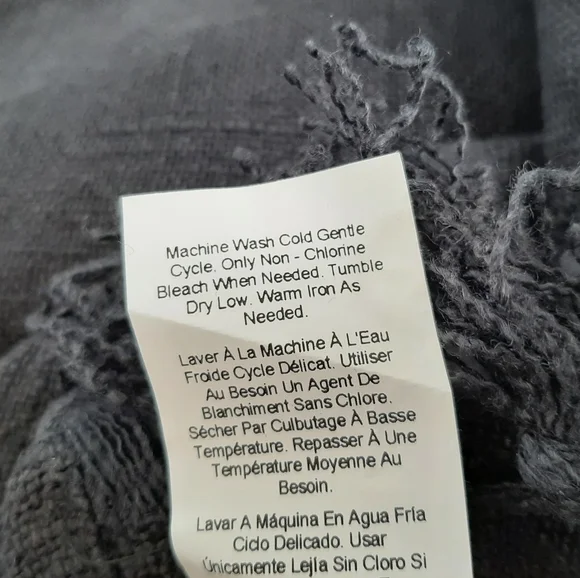 Machine Wash Cold Gentle
Cycle. Only Non - Chlorine
Bleach When Needed. Tumble
Dry Low. Warm Iron As
Needed.
Laver À La Machine À L'Eau
Froide Cycle Délicat. Utiliser
Au Besoin Un Agent De
Blanchiment Sans Chlore.
Sécher Par Culbutage À Basse
Température. Repasser À Une
Température Moyenne Au
Besoin.
Lavar A Máquina En Agua Fría
Ciclo Delicado. Usar
Únicamente Lejía Sin Cloro Si